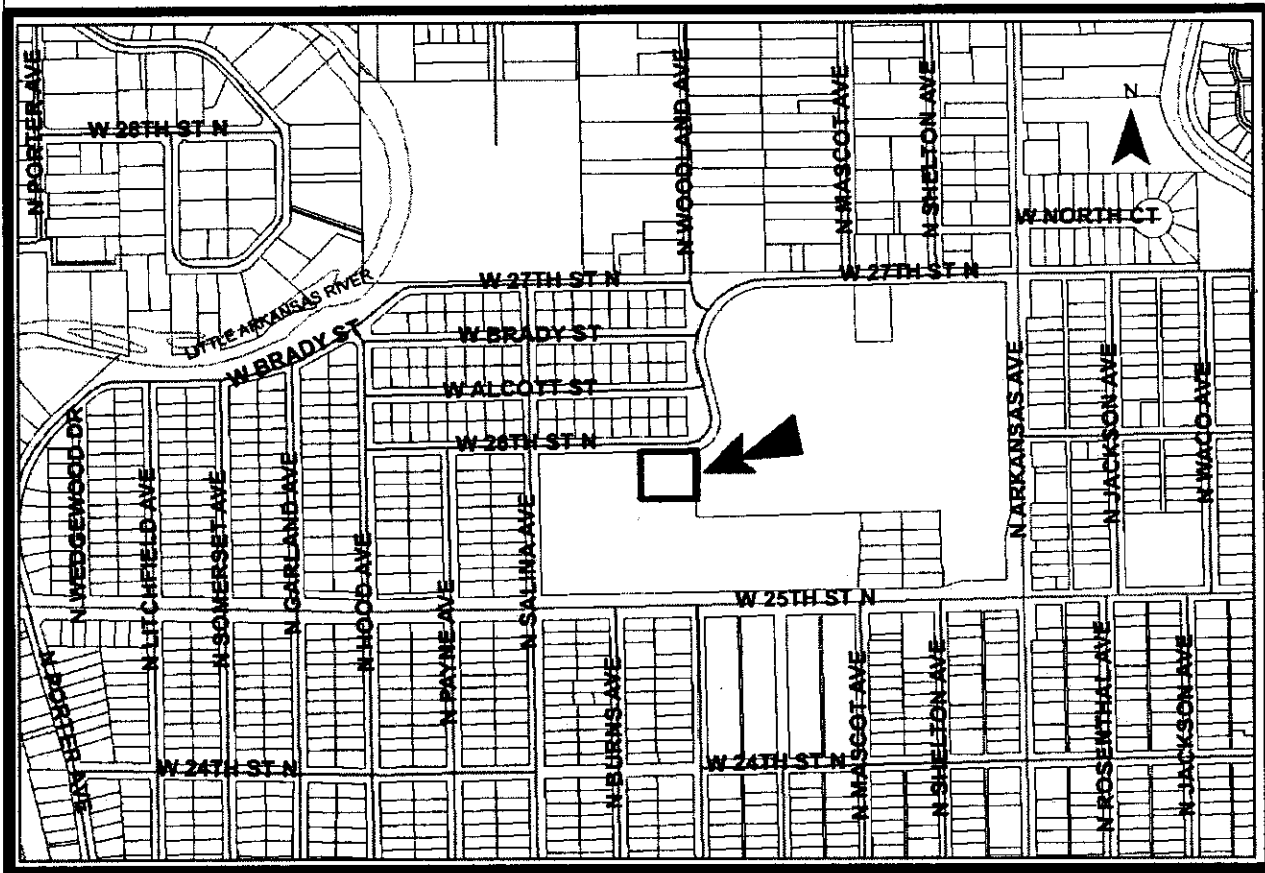 N PORTER AVE
W 28TH ST N
N WOODLAND AVE
N MASCOT AVE
N SHELTON AVE
N
W NORTH CT
W 27TH ST N
W 27TH ST N
LITTLE ARKANSAS RIVER
W BRADY ST
W BRADY ST
W ALCOTT ST
W 26TH ST N
N ARKANSAS AVE
N JACKSON AVE
N WACO AVE
N WEDGEWOOD DR
N LITCHFIELD AVE
N SOMERSET AVE
N GARLAND AVE
N HOOD AVE
N PAYNE AVE
N SALINA AVE
W 25TH ST N
N PORTER AVE
N BURNS AVE
N MASCOT AVE
N SHELTON AVE
N ROSENTHAL AVE
N JACKSON AVE
W 24TH ST N
W 24TH ST N